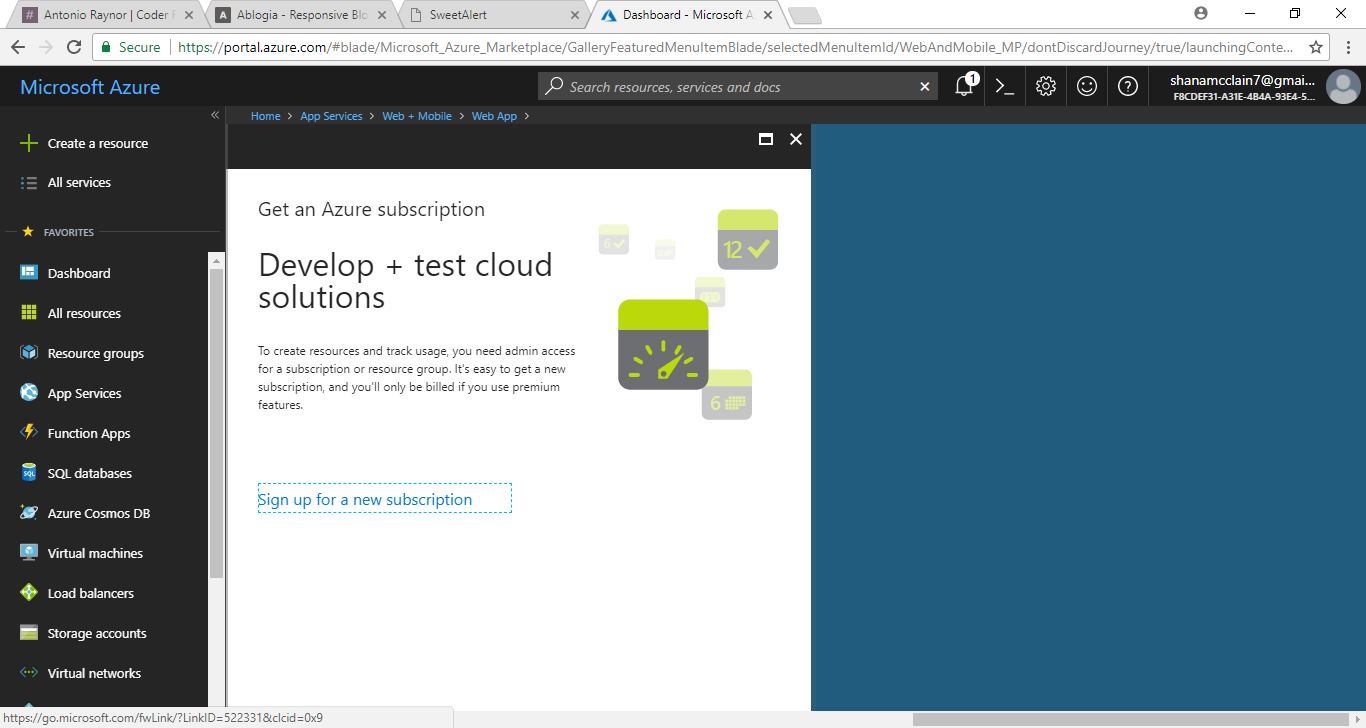 Antonio Raynor | Coder F
Ablogia - Responsive Blo
SweetAlert
Dashboard - Microsoft A
Secure
https://portal.azure.com/#blade/Microsoft_Azure_Marketplace/GalleryFeaturedMenuItemBlade/selectedMenuItemId/WebAndMobile_MP/dontDiscardJourney/true/launchingConte...
Microsoft Azure
Search resources, services and docs
1
shanamcclain7@gmai...
F8CDEF31-A31E-4B4A-93E4-5...
Home > App Services > Web + Mobile > Web App >
Create a resource
All services
FAVORITES
Dashboard
All resources
Resource groups
App Services
Function Apps
SQL databases
Azure Cosmos DB
Virtual machines
Load balancers
Storage accounts
Virtual networks
Get an Azure subscription
Develop + test cloud
solutions
To create resources and track usage, you need admin access
for a subscription or resource group. It's easy to get a new
subscription, and you'll only be billed if you use premium
features.
6
12
6
Sign up for a new subscription
https://go.microsoft.com/fwLink/?LinkID=522331&clcid=0x9